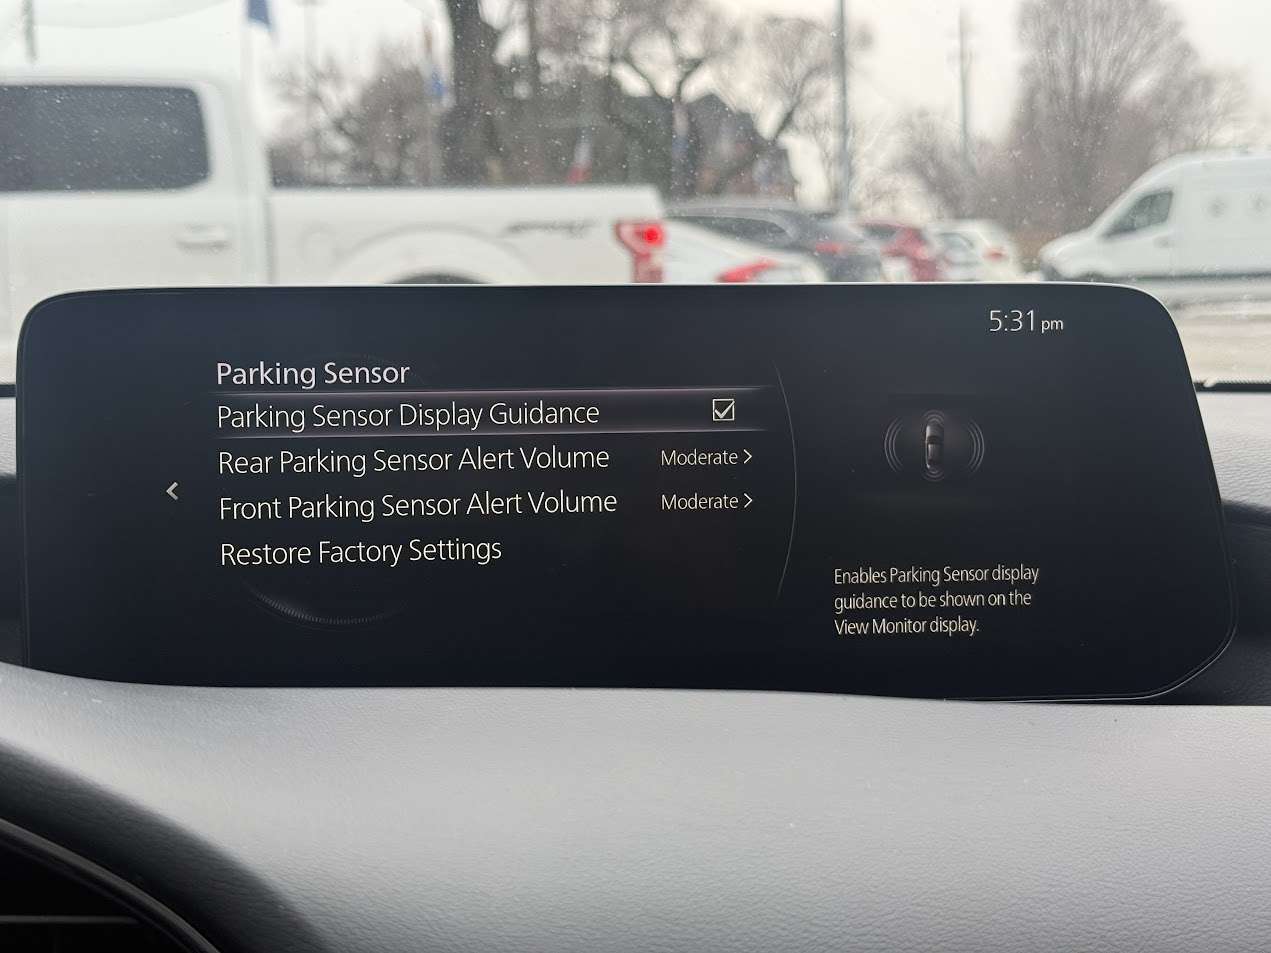 5:31 pm
Parking Sensor
Parking Sensor Display Guidance
Rear Parking Sensor Alert Volume Moderate >
Front Parking Sensor Alert Volume Moderate >
Restore Factory Settings
<
Enables Parking Sensor display
guidance to be shown on the
View Monitor display.